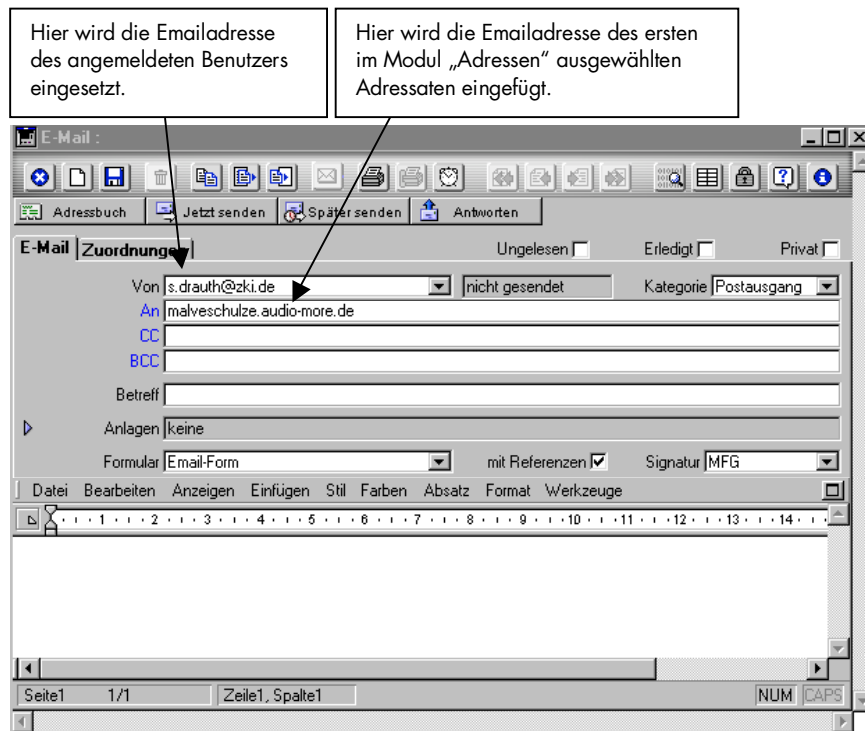 Hier wird die Emailadresse
des angemeldeten Benutzers
eingesetzt.
Hier wird die Emailadresse des ersten
im Modul „Adressen“ ausgewählten
Adressaten eingefügt.
E-Mail :
Adressbuch Jetzt senden Später senden Antworten
E-Mail Zuordnungen Ungelesen Erledigt Privat
Von s.drauth@zki.de nicht gesendet Kategorie Postausgang
An malveschulze.audio-more.de
CC
BCC
Betreff
Anlagen keine
Formular Email-Form mit Referenzen Signatur MFG
Datei Bearbeiten Anzeigen Einfügen Stil Farben Absatz Format Werkzeuge
1 2 3 4 5 6 7 8 9 10 11 12 13 14
Seite1 1/1 Zeile1, Spalte1 NUM CAPS